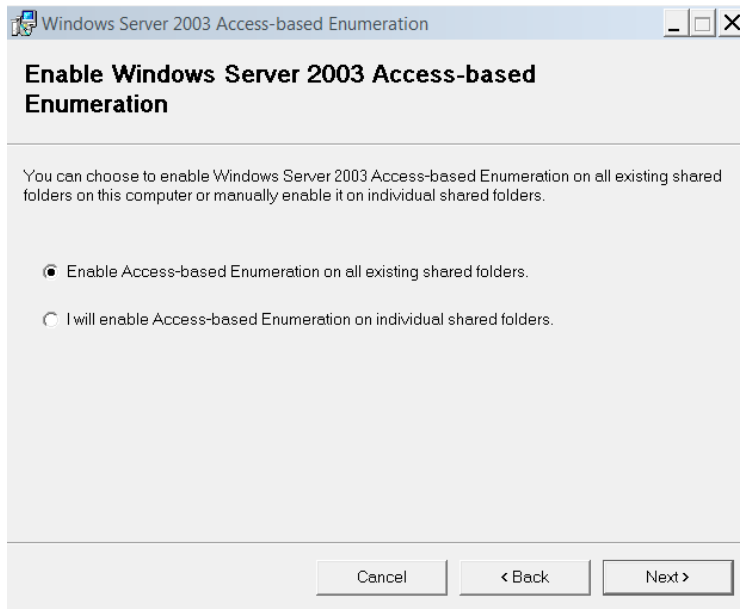 Windows Server 2003 Access-based Enumeration
Enable Windows Server 2003 Access-based
Enumeration
You can choose to enable Windows Server 2003 Access-based Enumeration on all existing shared
folders on this computer or manually enable it on individual shared folders.
Enable Access-based Enumeration on all existing shared folders.
I will enable Access-based Enumeration on individual shared folders.
Cancel < Back Next >